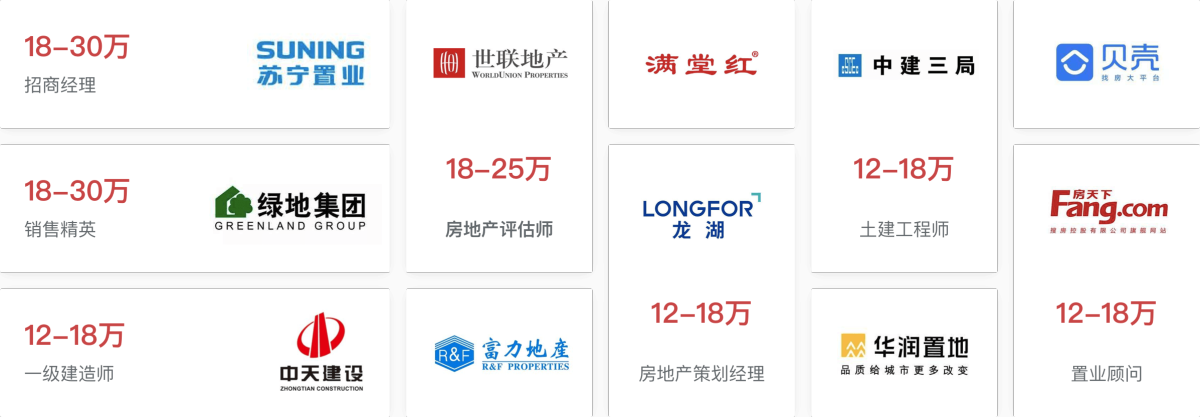 18-30万
招商经理
SUNING
苏宁置业
18-30万
销售精英
绿地集团
GREENLAND GROUP
12-18万
一级建造师
中天建设
ZHONGTIAN CONSTRUCTION
世联地产
WORLDUNION PROPERTIES
18-25万
房地产评估师
R&F
富力地産
R&F PROPERTIES
满堂红®
LONGFOR
龙湖
12-18万
房地产策划经理
中建三局
12-18万
土建工程师
华润置地
品质给城市更多改变
贝壳
找房大平台
房天下
Fang.com
搜房控股有限公司旗舰网站
12-18万
置业顾问